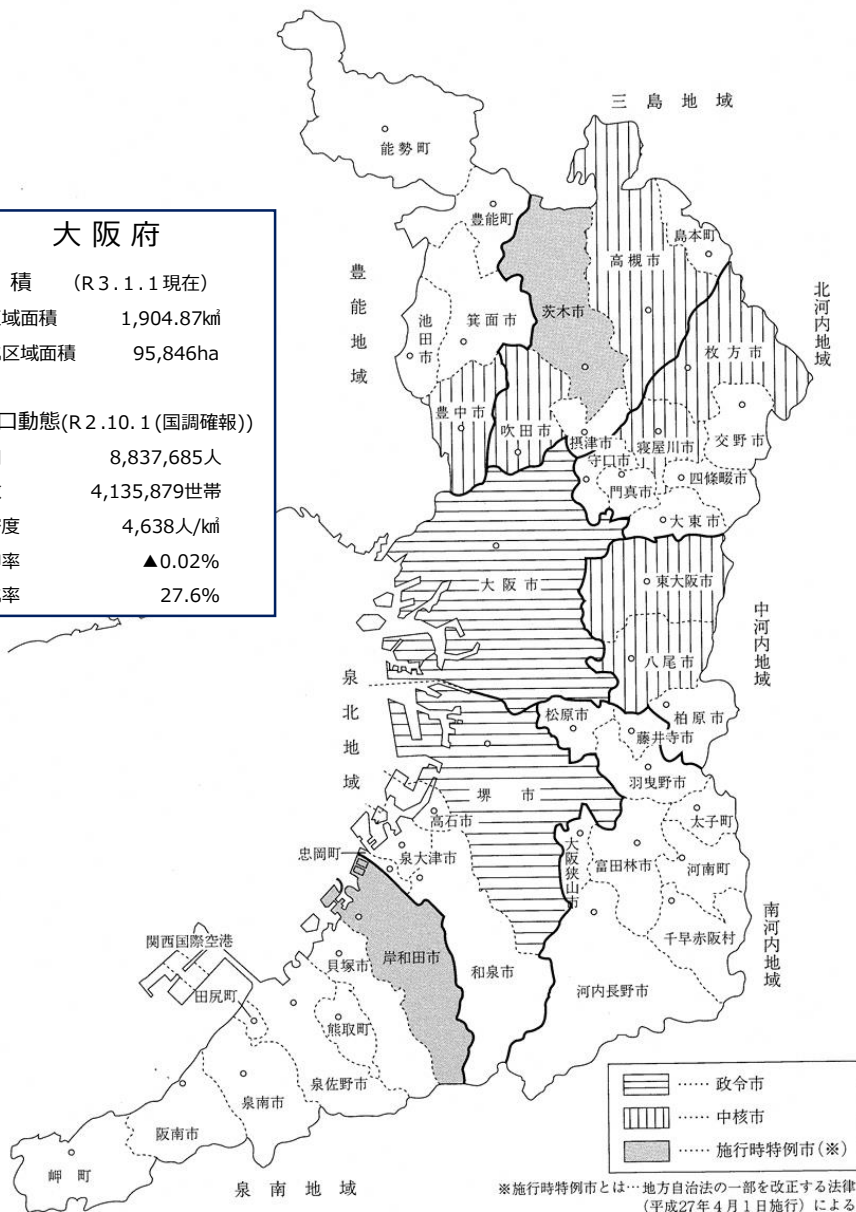 三島地域
能勢町
豊能町
島本町
高槻市
大阪府
積 (R3.1.1現在)
域面積 1,904.87㎢
区域面積 95,846ha
口動態(R2.10.1(国調確報))
8,837,685人
4,135,879世帯
度 4,638人/㎢
率 ▲0.02%
率 27.6%
豊能地域
北河内地域
茨木市
箕面市
池田市
枚方市
豊中市
吹田市
摂津市
寝屋川市
交野市
守口市
門真市
四條畷市
大東市
大阪市
東大阪市
中河内地域
八尾市
泉北地域
松原市
柏原市
藤井寺市
羽曳野市
堺市
高石市
太子町
忠岡町
泉大津市
大阪狭山市
富田林市
河南町
千早赤阪村
南河内地域
関西国際空港
岸和田市
貝塚市
和泉市
河内長野市
田尻町
熊取町
泉佐野市
泉南市
阪南市
岬町
泉南地域
……政令市
……中核市
……施行時特例市(※)
※施行時特例市とは…地方自治法の一部を改正する法律
(平成27年4月1日施行)による